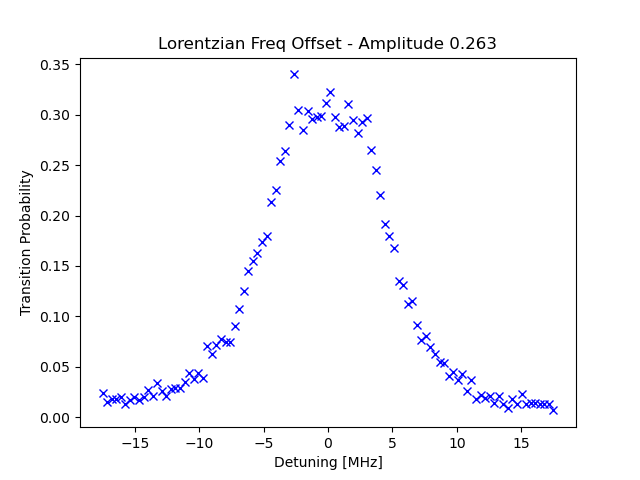 Lorentzian Freq Offset - Amplitude 0.263
Transition Probability
0.35
0.30
0.25
0.20
0.15
0.10
0.05
0.00
−15 −10 −5 0 5 10 15
Detuning [MHz]